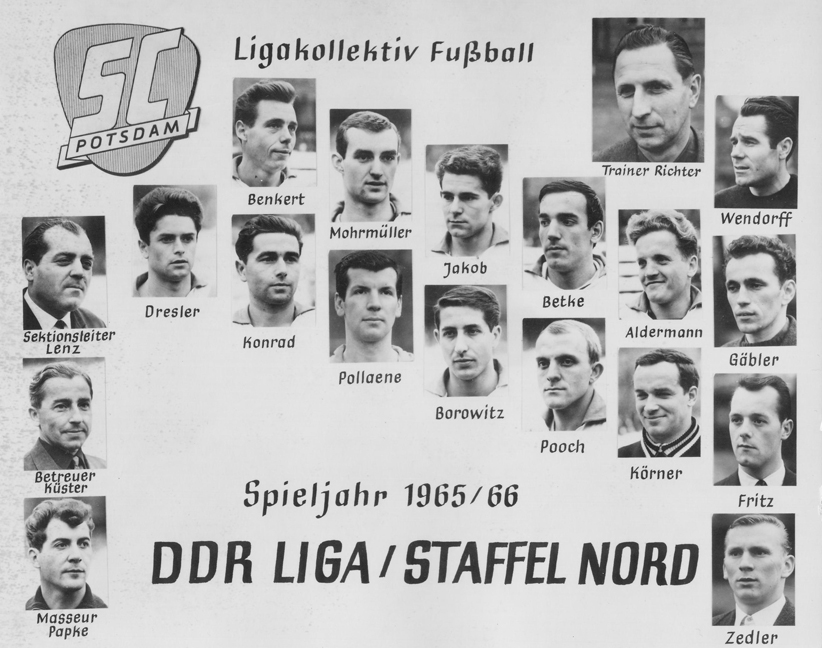 SC
POTSDAM
Ligakollektiv Fußball
Benkert
Mohrmüller
Jakob
Trainer Richter
Wendorff
Sektionsleiter
Lenz
Dresler
Konrad
Pollaene
Borowitz
Betke
Pooch
Aldermann
Körner
Gäbler
Fritz
Betreuer
Küster
Masseur
Papke
Zedler
Spieljahr 1965/66
DDR LIGA/STAFFEL NORD